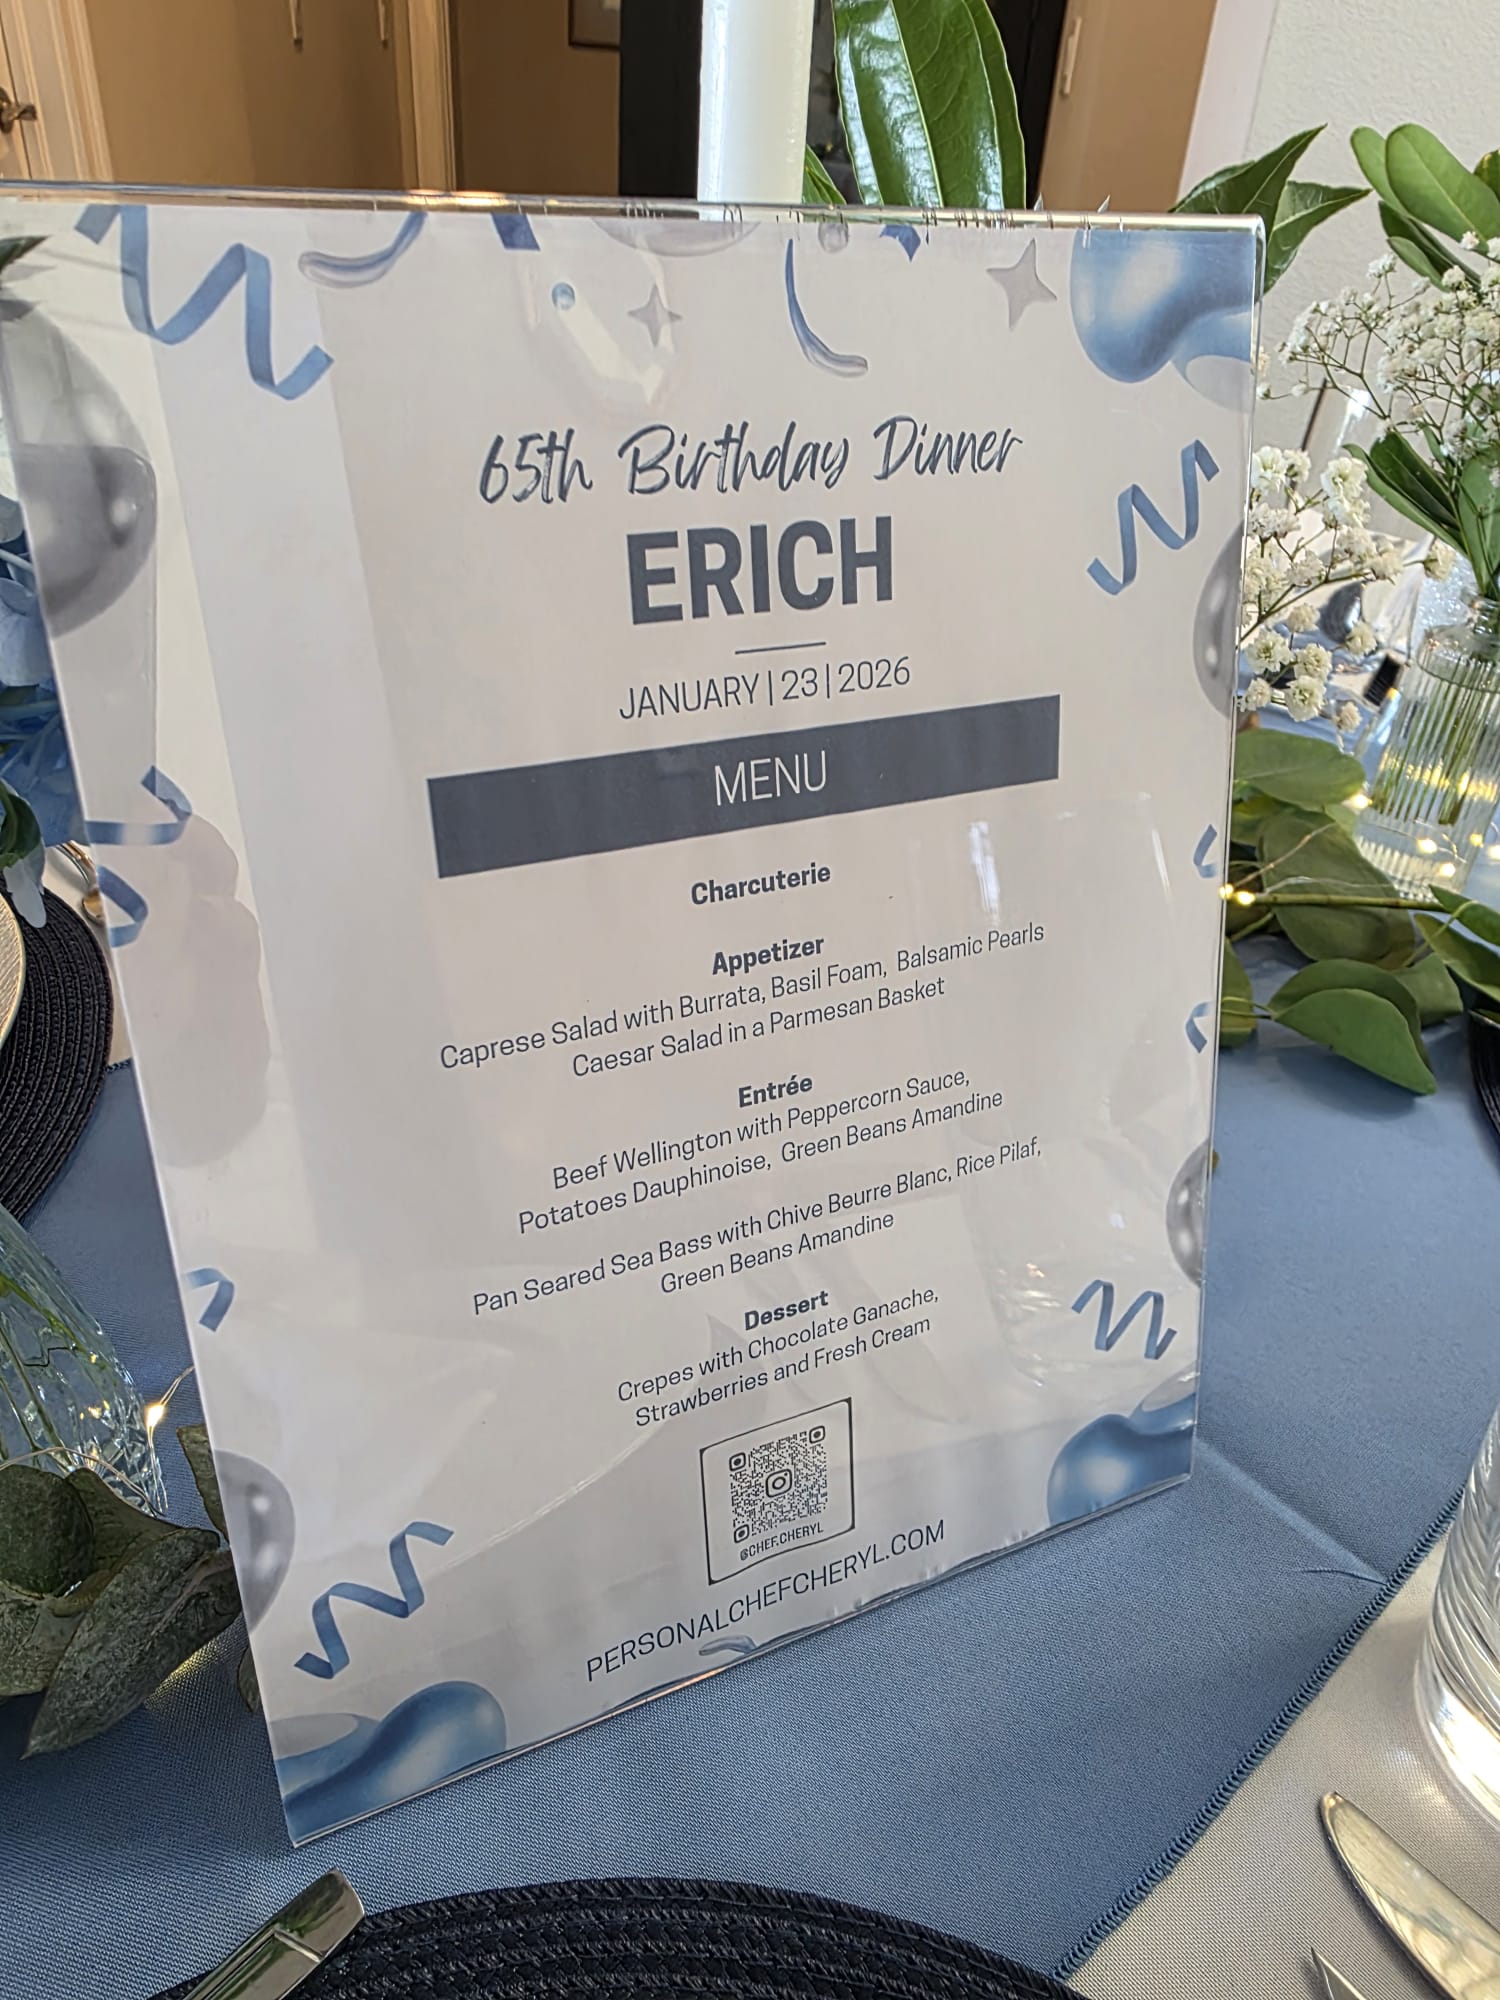 65th Birthday Dinner
ERICH
JANUARY | 23 | 2026
MENU
Charcuterie
Appetizer
Caprese Salad with Burrata, Basil Foam, Balsamic Pearls
Caesar Salad in a Parmesan Basket
Entrée
Beef Wellington with Peppercorn Sauce,
Potatoes Dauphinoise, Green Beans Amandine
Pan Seared Sea Bass with Chive Beurre Blanc, Rice Pilaf,
Green Beans Amandine
Dessert
Crepes with Chocolate Ganache,
Strawberries and Fresh Cream
@CHEF.CHERYL
PERSONALCHEFCHERYL.COM